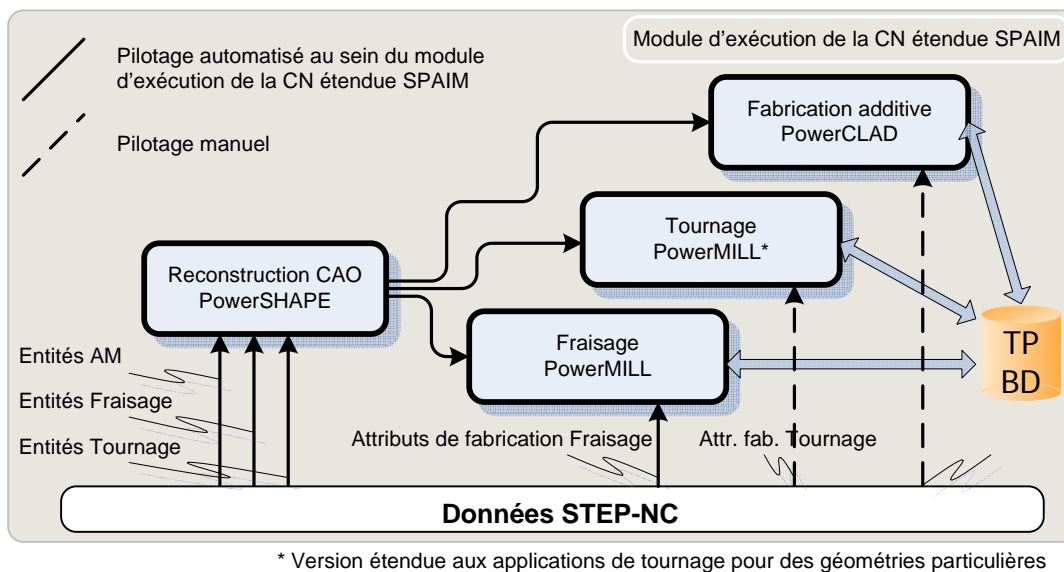 Module d'exécution de la CN étendue SPAIM
Pilotage automatisé au sein du module
d'exécution de la CN étendue SPAIM
Pilotage manuel
Fabrication additive
PowerCLAD
Tournage
PowerMILL*
Reconstruction CAO
PowerSHAPE
Fraisage
PowerMILL
TP
BD
Entités AM
Entités Fraisage
Entités Tournage
Attributs de fabrication Fraisage
Attr. fab. Tournage
Données STEP-NC
* Version étendue aux applications de tournage pour des géométries particulières